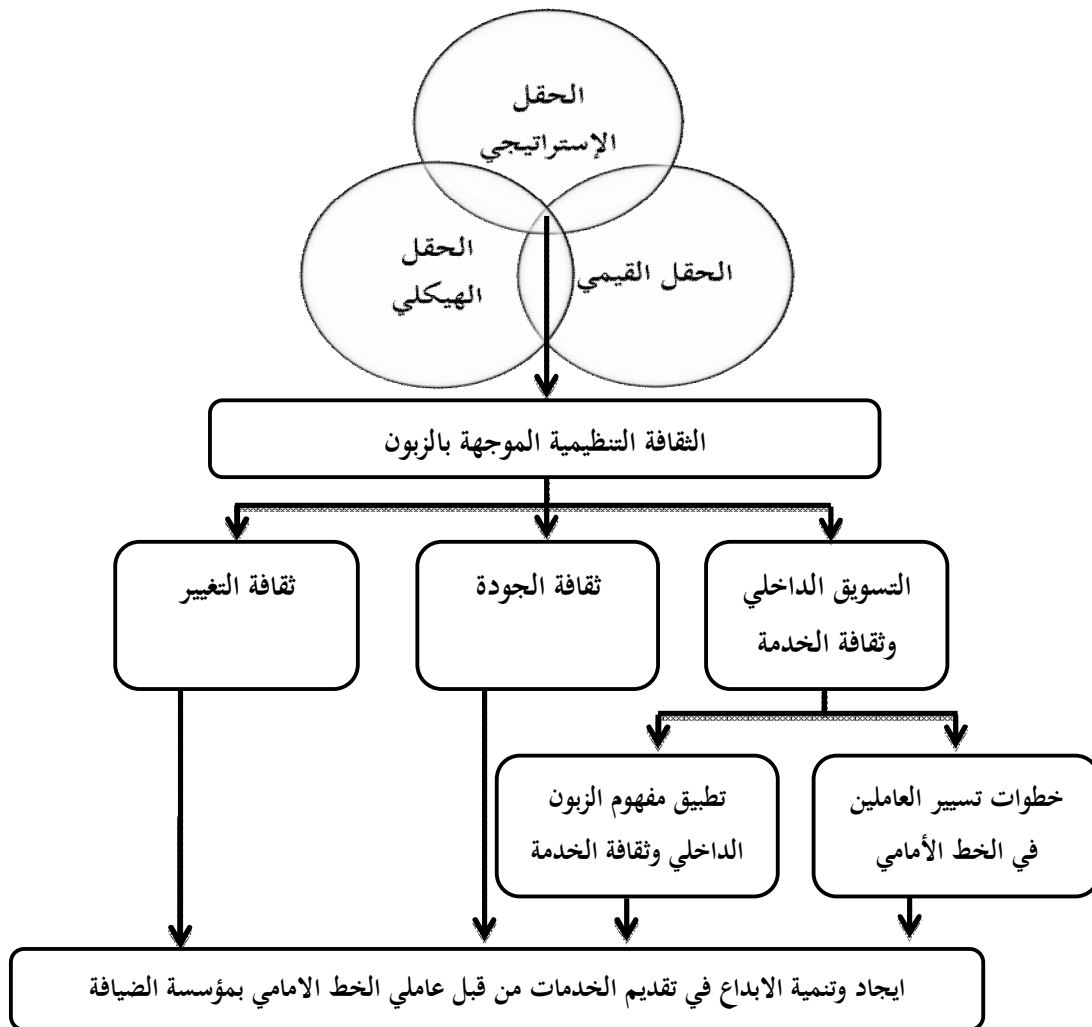 الحقل
الإستراتيجي
الحقل القيمي
الحقل
الهيكلي
الثقافة التنظيمية الموجهة بالزبون
التسويق الداخلي
وثقافة الخدمة
ثقافة الجودة
ثقافة التغيير
خطوات تسيير العاملين
في الخط الأمامي
تطبيق مفهوم الزبون
الداخلي وثقافة الخدمة
ايجاد وتنمية الابداع في تقديم الخدمات من قبل عاملي الخط الامامي بمؤسسة الضيافة